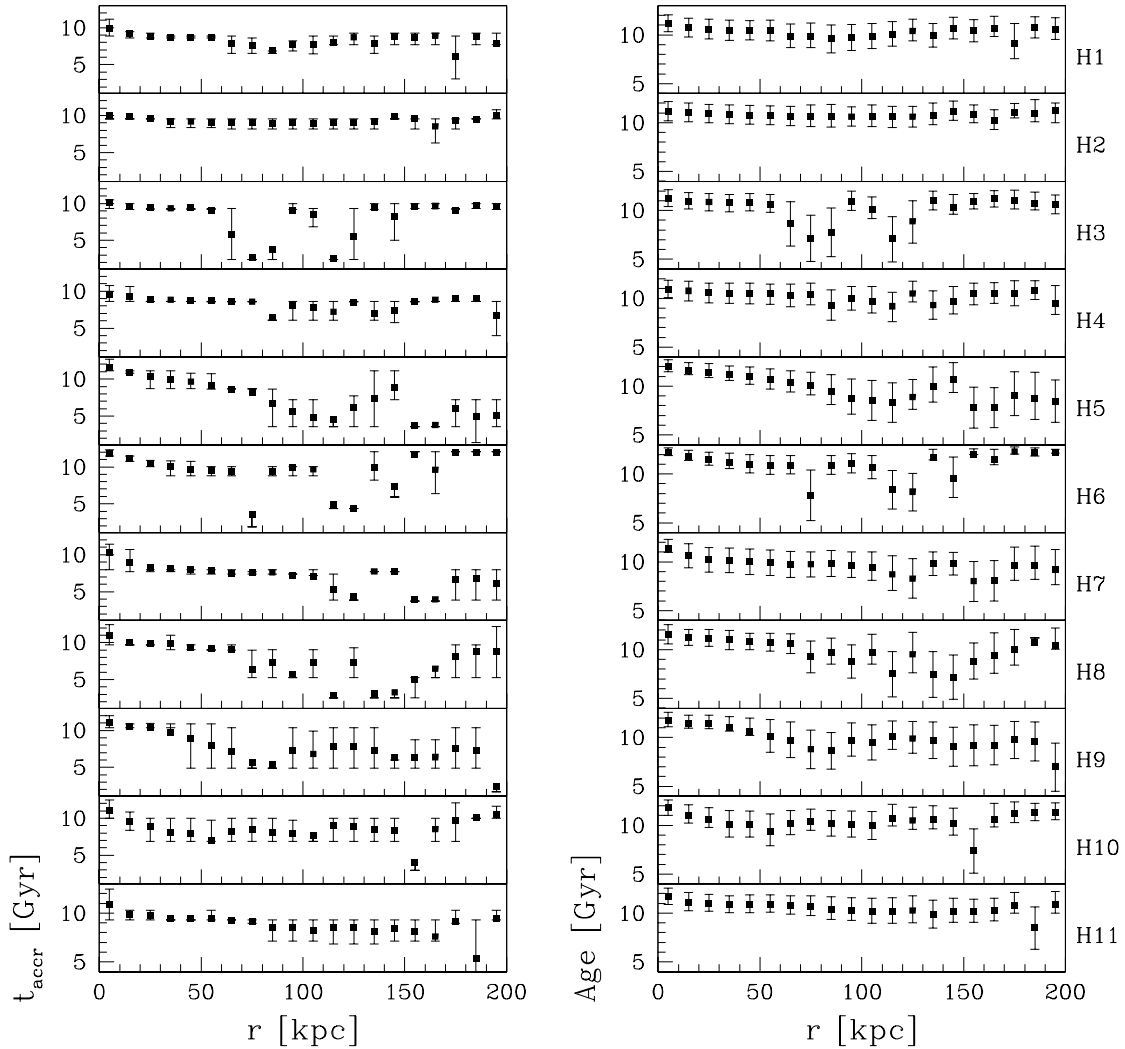 10 10 H1
5 5
10 10 H2
5 5
10 10 H3
5 5
10 10 H4
5 5
10 10 H5
5 5
10 10 H6
5 5
10 10 H7
5 5
10 10 H8
5 5
10 10 H9
5 5
10 10 H10
5 5
10 10 H11
5 5
t_accr [Gyr]
Age [Gyr]
0 50 100 150 200 0 50 100 150 200
r [kpc] r [kpc]